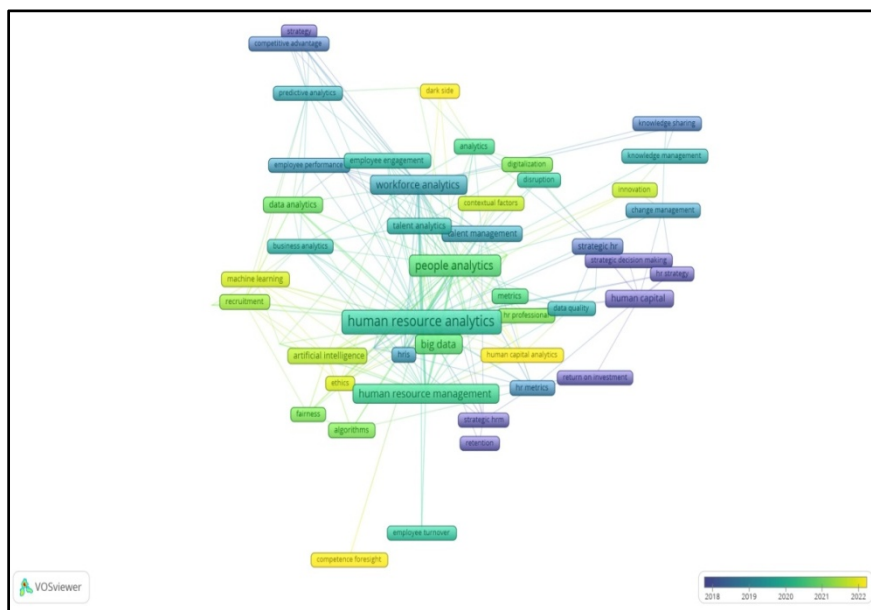 strategy
competitive advantage
predictive analytics
dark side
knowledge sharing
analytics
employee engagement
knowledge management
employee performance
digitalization
disruption
workforce analytics
innovation
data analytics
contextual factors
change management
talent analytics
talent management
business analytics
strategic hr
strategic decision making
people analytics
hr strategy
machine learning
metrics
human capital
recruitment
data quality
hr professional
human resource analytics
big data
hris
human capital analytics
artificial intelligence
return on investment
ethics
hr metrics
human resource management
fairness
strategic hrm
algorithms
retention
employee turnover
competence foresight
VOSviewer
2018 2019 2020 2021 2022